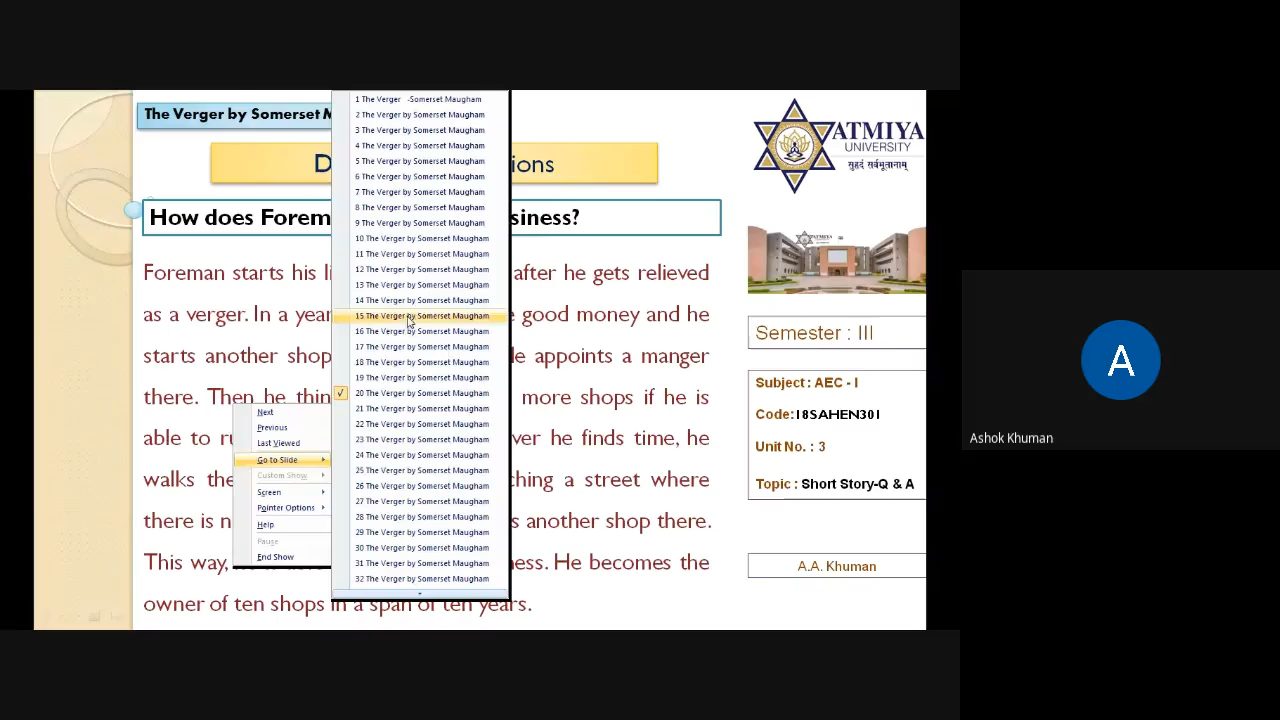 The Verger by Somerset M
D
ions
How does Forem
siness?
Foreman starts his li
after he gets relieved
as a verger. In a year
good money and he
starts another shop
appoints a manger
there. Then he thin
more shops if he is
able to ru
ver he finds time, he
walks the
ching a street where
there is n
s another shop there.
This way,
ness. He becomes the
owner of ten shops in a span of ten years.
Next
Previous
Last Viewed
Go to Slide
Custom Show
Screen
Pointer Options
Help
Pause
End Show
1 The Verger -Somerset Maugham
2 The Verger by Somerset Maugham
3 The Verger by Somerset Maugham
4 The Verger by Somerset Maugham
5 The Verger by Somerset Maugham
6 The Verger by Somerset Maugham
7 The Verger by Somerset Maugham
8 The Verger by Somerset Maugham
9 The Verger by Somerset Maugham
10 The Verger by Somerset Maugham
11 The Verger by Somerset Maugham
12 The Verger by Somerset Maugham
13 The Verger by Somerset Maugham
14 The Verger by Somerset Maugham
15 The Verger by Somerset Maugham
16 The Verger by Somerset Maugham
17 The Verger by Somerset Maugham
18 The Verger by Somerset Maugham
19 The Verger by Somerset Maugham
20 The Verger by Somerset Maugham
21 The Verger by Somerset Maugham
22 The Verger by Somerset Maugham
23 The Verger by Somerset Maugham
24 The Verger by Somerset Maugham
25 The Verger by Somerset Maugham
26 The Verger by Somerset Maugham
27 The Verger by Somerset Maugham
28 The Verger by Somerset Maugham
29 The Verger by Somerset Maugham
30 The Verger by Somerset Maugham
31 The Verger by Somerset Maugham
32 The Verger by Somerset Maugham
ATMIYA
UNIVERSITY
सुहृदं सर्वभूतानाम्
ATMIYA
Semester : III
Subject : AEC - I
Code:18SAHEN301
Unit No. : 3
Topic : Short Story-Q & A
A.A. Khuman
A
Ashok Khuman